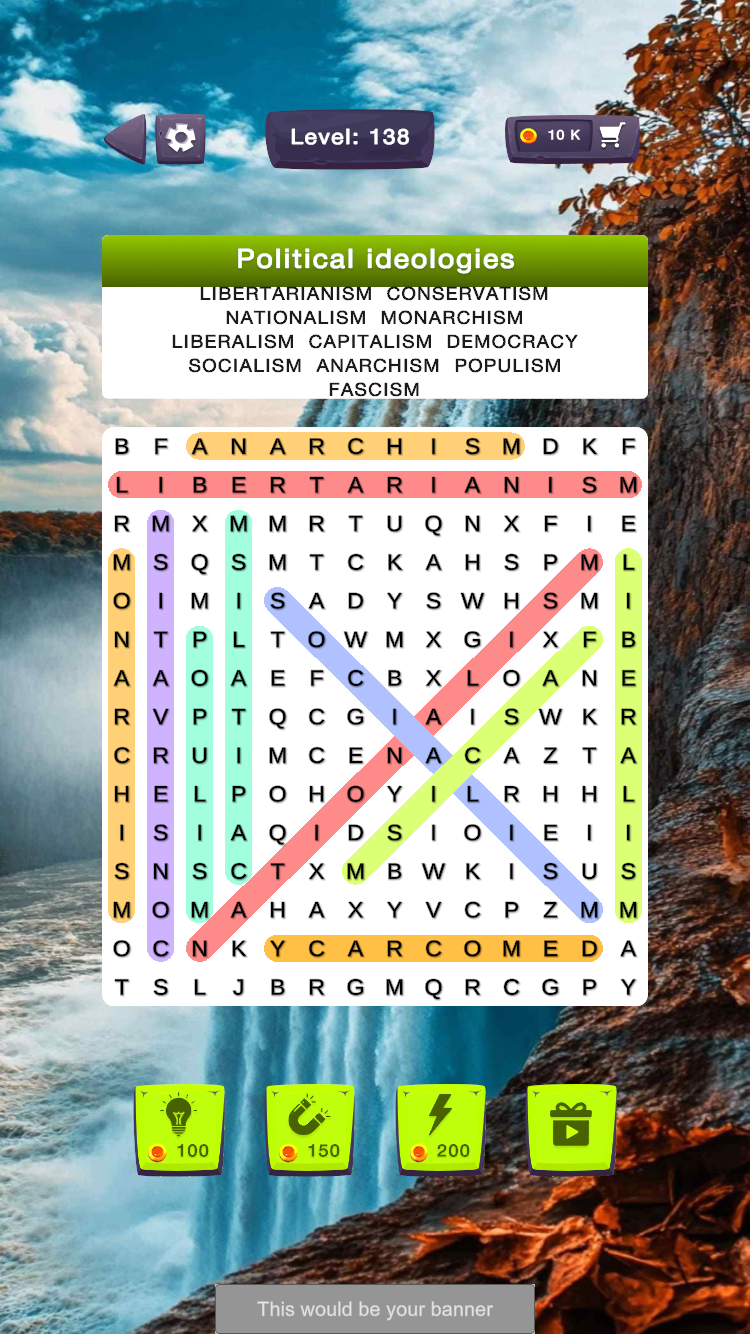 Level: 138
10 K
Political ideologies
LIBERTARIANISM CONSERVATISM
NATIONALISM MONARCHISM
LIBERALISM CAPITALISM DEMOCRACY
SOCIALISM ANARCHISM POPULISM
FASCISM
B F A N A R C H I S M D K F
L I B E R T A R I A N I S M
R M X M M R T U Q N X F I E
M S Q S M T C K A H S P M L
O I M I S A D Y S W H S M I
N T P L T O W M X G I X F B
A A O A E F C B X L O A N E
R V P T Q C G I A I S W K R
C R U I M C E N A C A Z T A
H E L P O H O Y I L R H H L
I S I A Q I D S I O I E I I
S N S C T X M B W K I S U S
M O M A H A X Y V C P Z M M
O C N K Y C A R C O M E D A
T S L J B R G M Q R C G P Y
100 150 200
This would be your banner